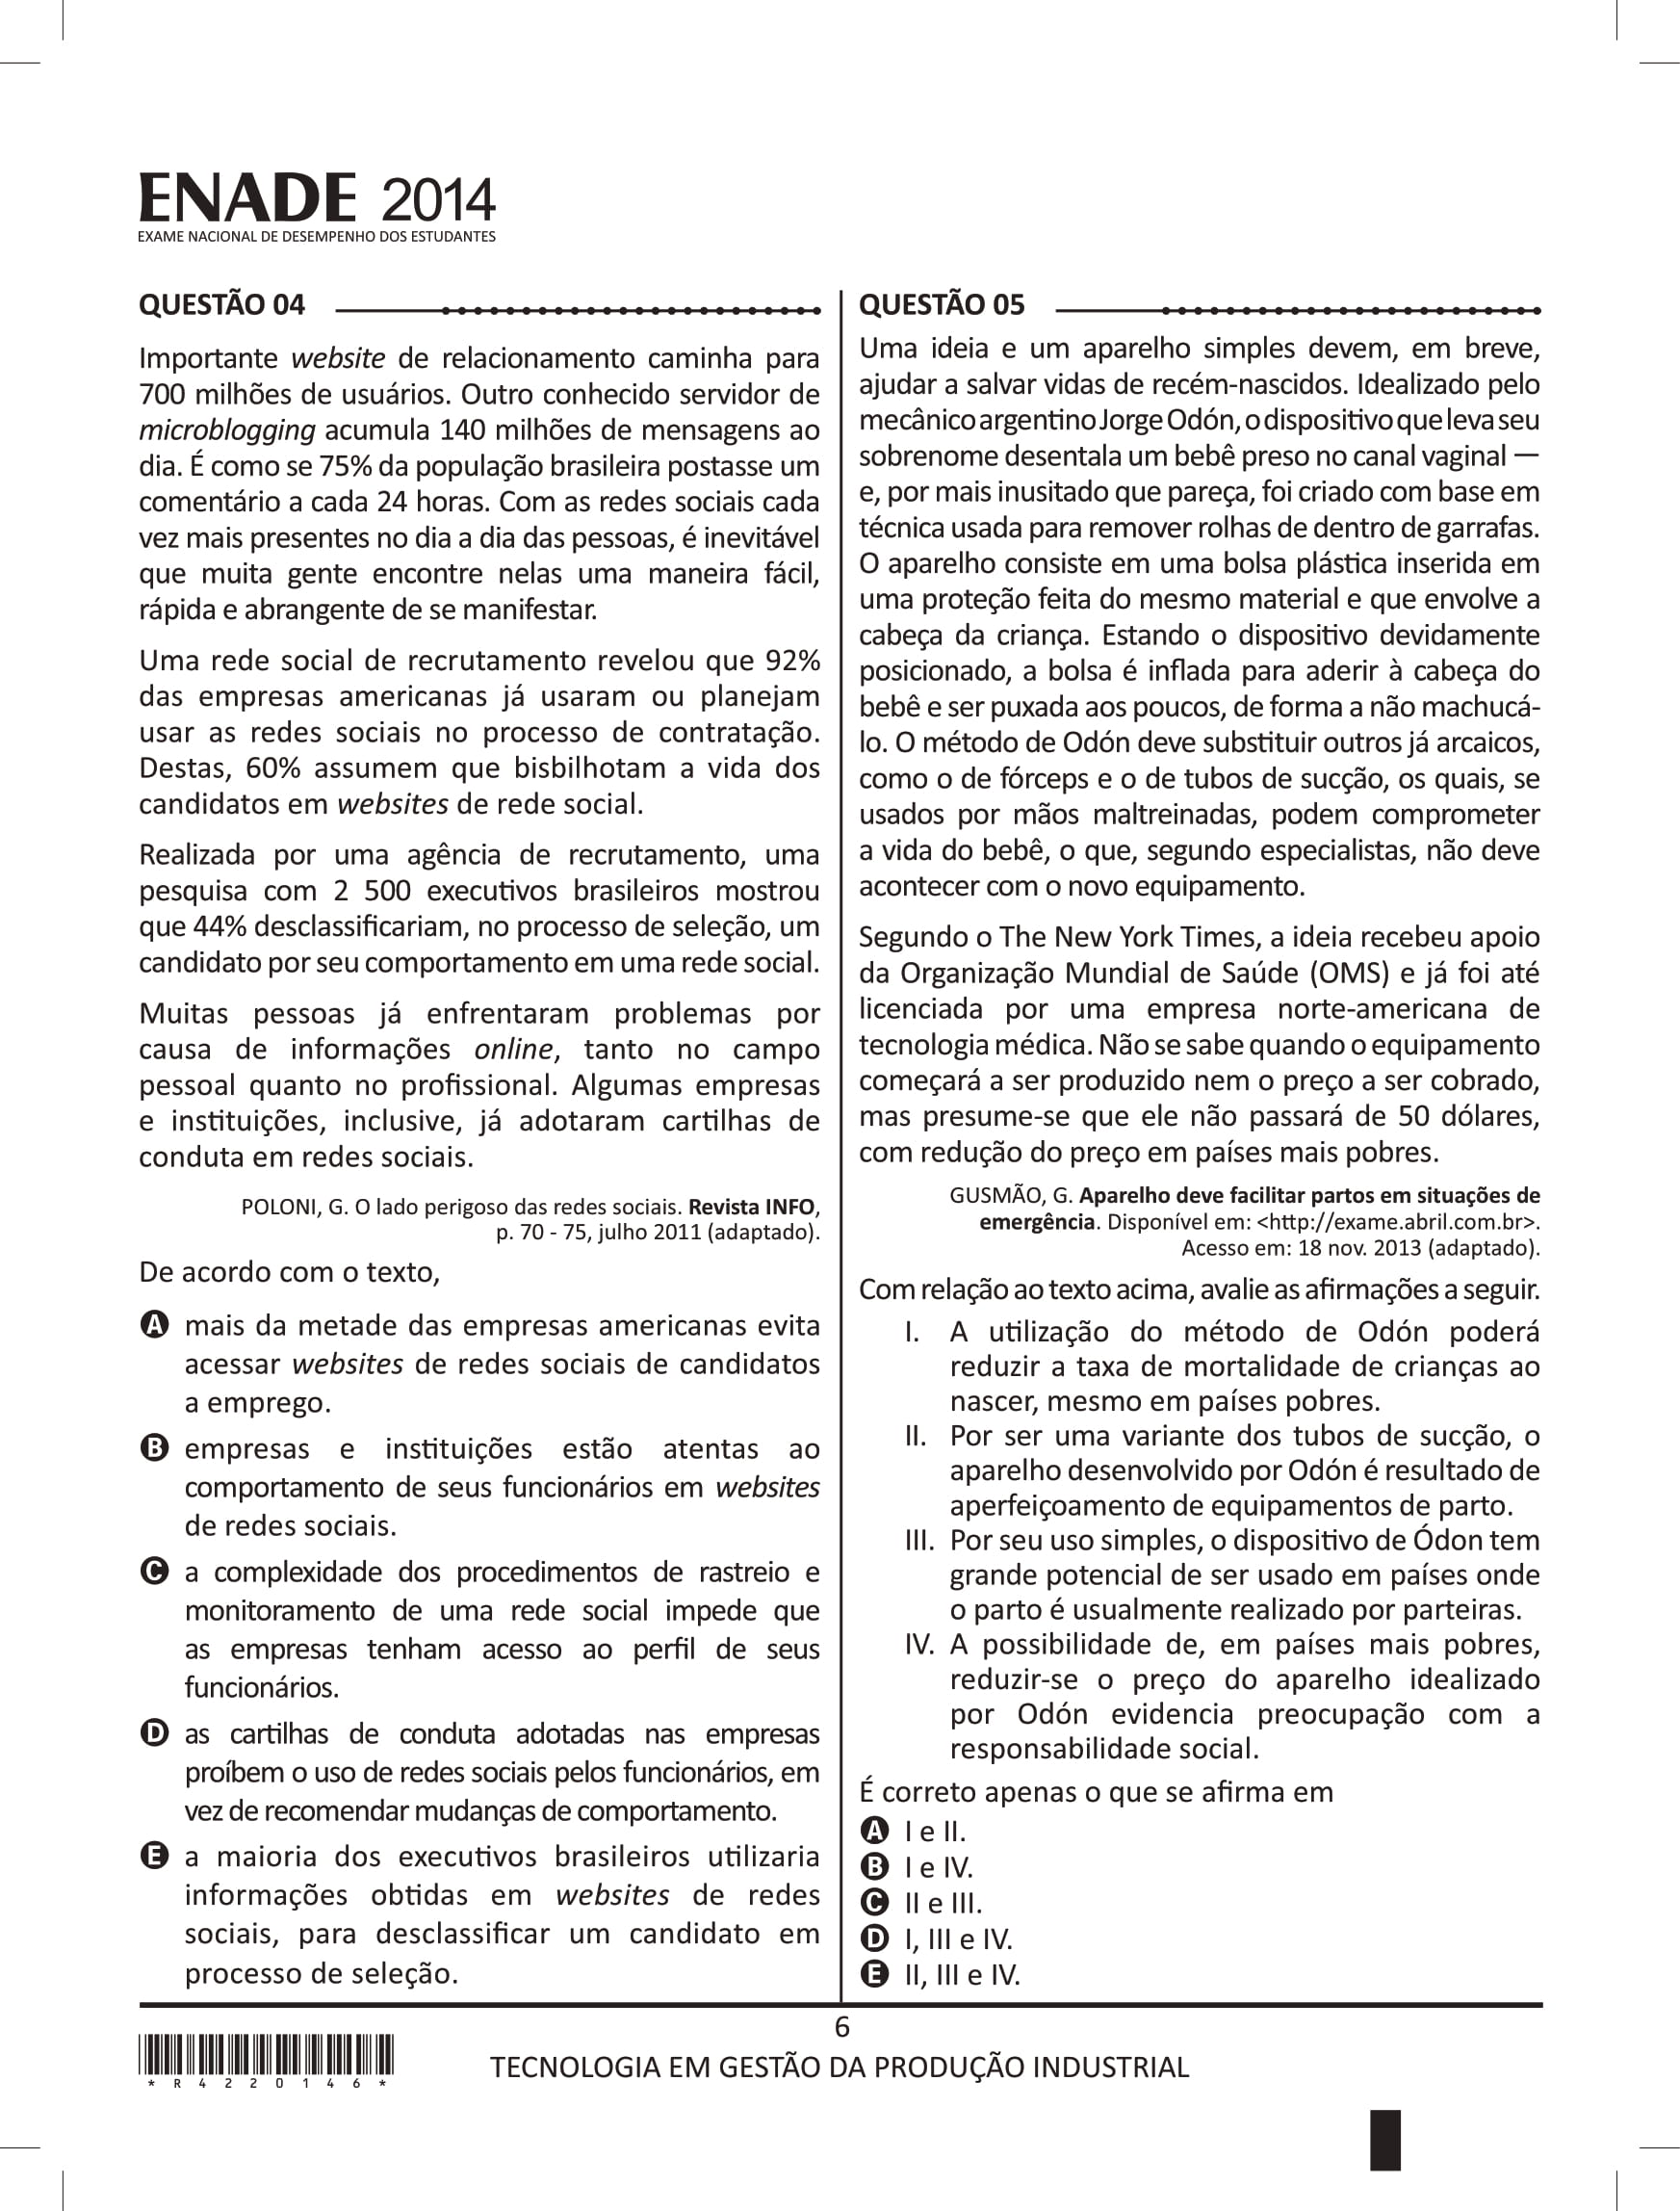 ENADE 2014
EXAME NACIONAL DE DESEMPENHO DOS ESTUDANTES
QUESTÃO 04
Importante website de relacionamento caminha para
700 milhões de usuários. Outro conhecido servidor de
microblogging acumula 140 milhões de mensagens ao
dia. É como se 75% da população brasileira postasse um
comentário a cada 24 horas. Com as redes sociais cada
vez mais presentes no dia a dia das pessoas, é inevitável
que muita gente encontre nelas uma maneira fácil,
rápida e abrangente de se manifestar.
Uma rede social de recrutamento revelou que 92%
das empresas americanas já usaram ou planejam
usar as redes sociais no processo de contratação.
Destas, 60% assumem que bisbilhotam a vida dos
candidatos em websites de rede social.
Realizada por uma agência de recrutamento, uma
pesquisa com 2 500 executivos brasileiros mostrou
que 44% desclassificariam, no processo de seleção, um
candidato por seu comportamento em uma rede social.
Muitas pessoas já enfrentaram problemas por
causa de informações online, tanto no campo
pessoal quanto no profissional. Algumas empresas
e instituições, inclusive, já adotaram cartilhas de
conduta em redes sociais.
POLONI, G. O lado perigoso das redes sociais. Revista INFO,
p. 70 - 75, julho 2011 (adaptado).
De acordo com o texto,
A mais da metade das empresas americanas evita
acessar websites de redes sociais de candidatos
a emprego.
B empresas e instituições estão atentas ao
comportamento de seus funcionários em websites
de redes sociais.
C a complexidade dos procedimentos de rastreio e
monitoramento de uma rede social impede que
as empresas tenham acesso ao perfil de seus
funcionários.
D as cartilhas de conduta adotadas nas empresas
proíbem o uso de redes sociais pelos funcionários, em
vez de recomendar mudanças de comportamento.
E a maioria dos executivos brasileiros utilizaria
informações obtidas em websites de redes
sociais, para desclassificar um candidato em
processo de seleção.
QUESTÃO 05
Uma ideia e um aparelho simples devem, em breve,
ajudar a salvar vidas de recém-nascidos. Idealizado pelo
mecânico argentino Jorge Odón, o dispositivo que leva seu
sobrenome desentala um bebê preso no canal vaginal —
e, por mais inusitado que pareça, foi criado com base em
técnica usada para remover rolhas de dentro de garrafas.
O aparelho consiste em uma bolsa plástica inserida em
uma proteção feita do mesmo material e que envolve a
cabeça da criança. Estando o dispositivo devidamente
posicionado, a bolsa é inflada para aderir à cabeça do
bebê e ser puxada aos poucos, de forma a não machucá-
lo. O método de Odón deve substituir outros já arcaicos,
como o de fórceps e o de tubos de sucção, os quais, se
usados por mãos maltreinadas, podem comprometer
a vida do bebê, o que, segundo especialistas, não deve
acontecer com o novo equipamento.
Segundo o The New York Times, a ideia recebeu apoio
da Organização Mundial de Saúde (OMS) e já foi até
licenciada por uma empresa norte-americana de
tecnologia médica. Não se sabe quando o equipamento
começará a ser produzido nem o preço a ser cobrado,
mas presume-se que ele não passará de 50 dólares,
com redução do preço em países mais pobres.
GUSMÃO, G. Aparelho deve facilitar partos em situações de
emergência. Disponível em: <http://exame.abril.com.br>.
Acesso em: 18 nov. 2013 (adaptado).
Com relação ao texto acima, avalie as afirmações a seguir.
I. A utilização do método de Odón poderá
reduzir a taxa de mortalidade de crianças ao
nascer, mesmo em países pobres.
II. Por ser uma variante dos tubos de sucção, o
aparelho desenvolvido por Odón é resultado de
aperfeiçoamento de equipamentos de parto.
III. Por seu uso simples, o dispositivo de Ódon tem
grande potencial de ser usado em países onde
o parto é usualmente realizado por parteiras.
IV. A possibilidade de, em países mais pobres,
reduzir-se o preço do aparelho idealizado
por Odón evidencia preocupação com a
responsabilidade social.
É correto apenas o que se afirma em
A I e II.
B I e IV.
C II e III.
D I, III e IV.
E II, III e IV.
6
TECNOLOGIA EM GESTÃO DA PRODUÇÃO INDUSTRIAL
* R 4 2 2 0 1 4 6 *